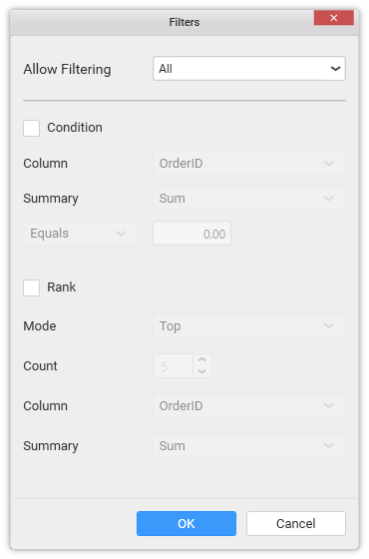 Filters
Allow Filtering All
Condition
Column OrderID
Summary Sum
Equals 0.00
Rank
Mode Top
Count 5
Column OrderID
Summary Sum
OK Cancel